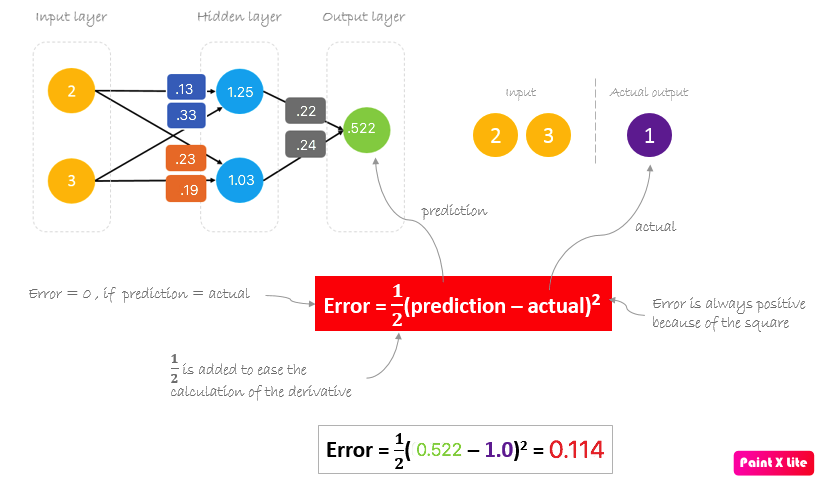 Input layer
Hidden layer
Output layer
2
3
.13
.33
.23
.19
1.25
1.03
.22
.24
.522
Input
Actual output
2 3
1
prediction
actual
Error = 0 , if prediction = actual
Error = 1/2(prediction – actual)²
Error is always positive
because of the square
1/2 is added to ease the
calculation of the derivative
Error = 1/2( 0.522 – 1.0)² = 0.114
Paint X Lite